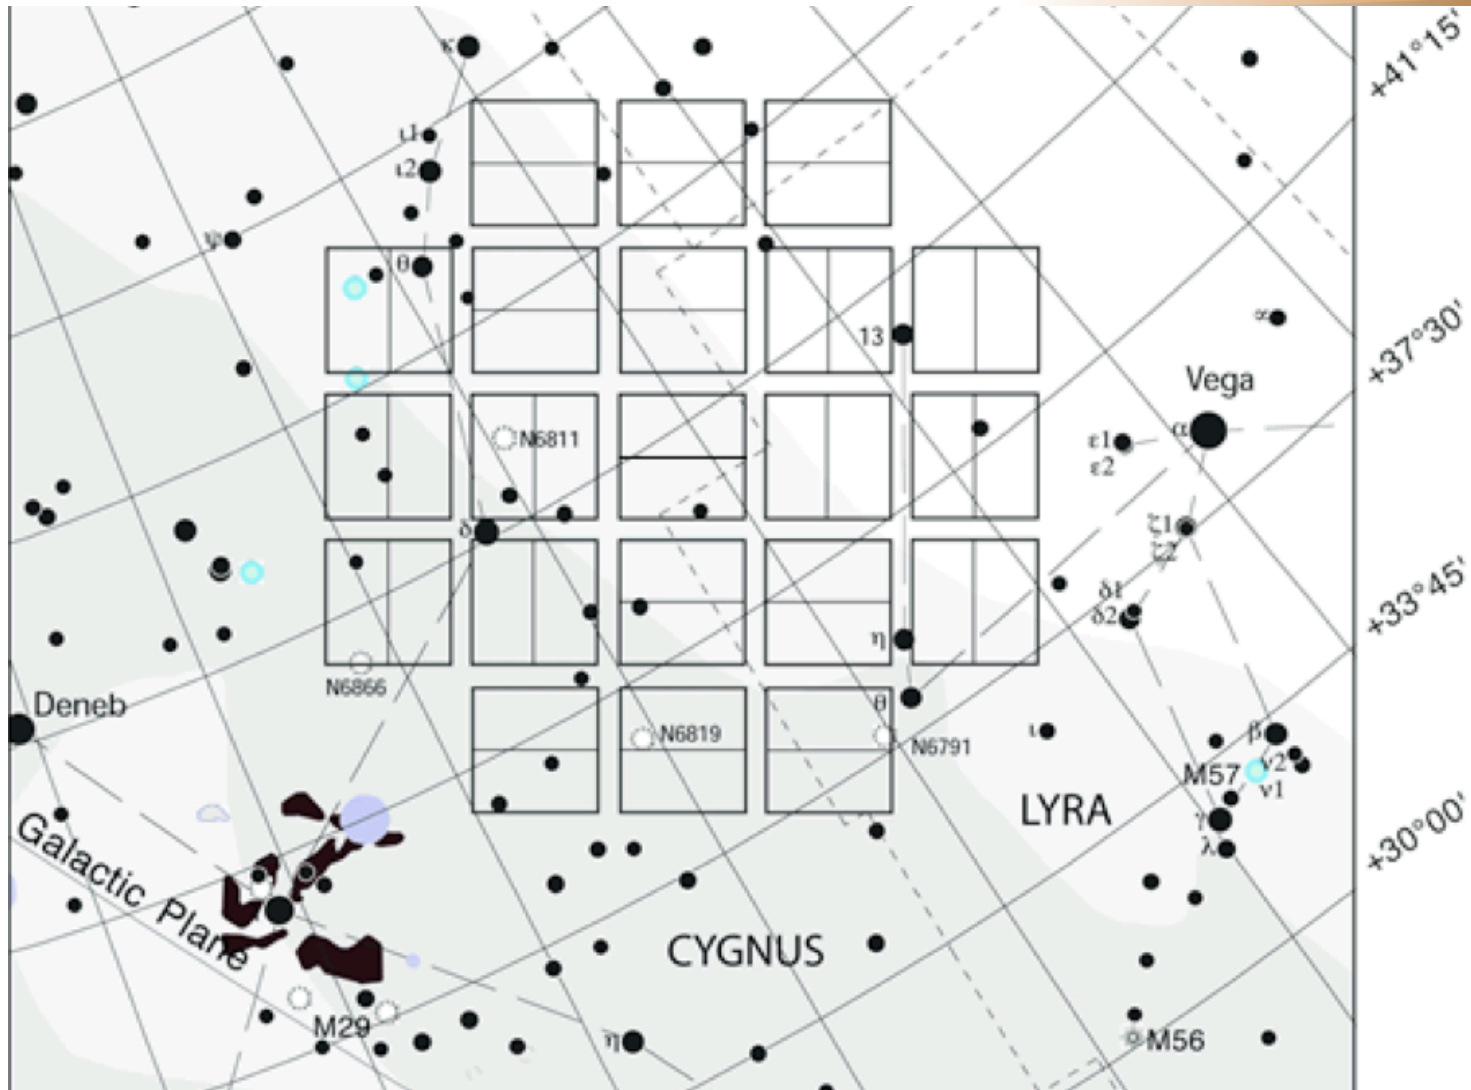 +41°15'
κ
ι1
ι2
ψ
θ
13
α
+37°30'
Vega
α
ε1
ε2
N6811
δ
ζ1
ζ2
+33°45'
δ1
δ2
η
N6866
θ
Deneb
N6819
N6791
ι
β
ν2
M57
ν1
LYRA
γ
λ
+30°00'
Galactic Plane
CYGNUS
M29
η
M56